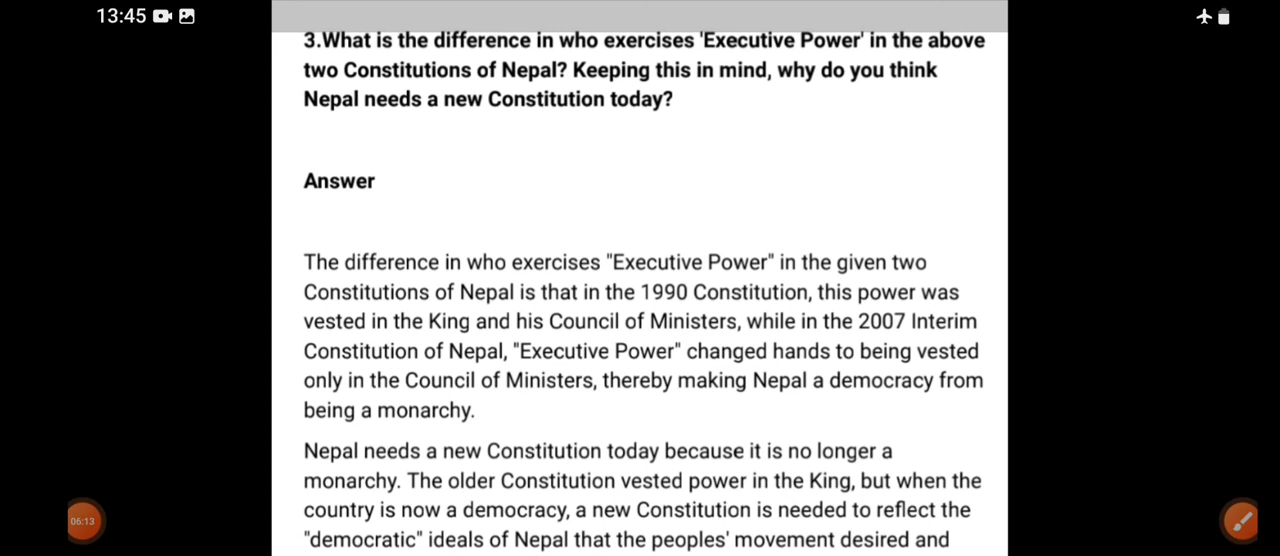 13:45
3.What is the difference in who exercises 'Executive Power' in the above
two Constitutions of Nepal? Keeping this in mind, why do you think
Nepal needs a new Constitution today?
Answer
The difference in who exercises "Executive Power" in the given two
Constitutions of Nepal is that in the 1990 Constitution, this power was
vested in the King and his Council of Ministers, while in the 2007 Interim
Constitution of Nepal, "Executive Power" changed hands to being vested
only in the Council of Ministers, thereby making Nepal a democracy from
being a monarchy.
Nepal needs a new Constitution today because it is no longer a
monarchy. The older Constitution vested power in the King, but when the
country is now a democracy, a new Constitution is needed to reflect the
"democratic" ideals of Nepal that the peoples' movement desired and
06:13